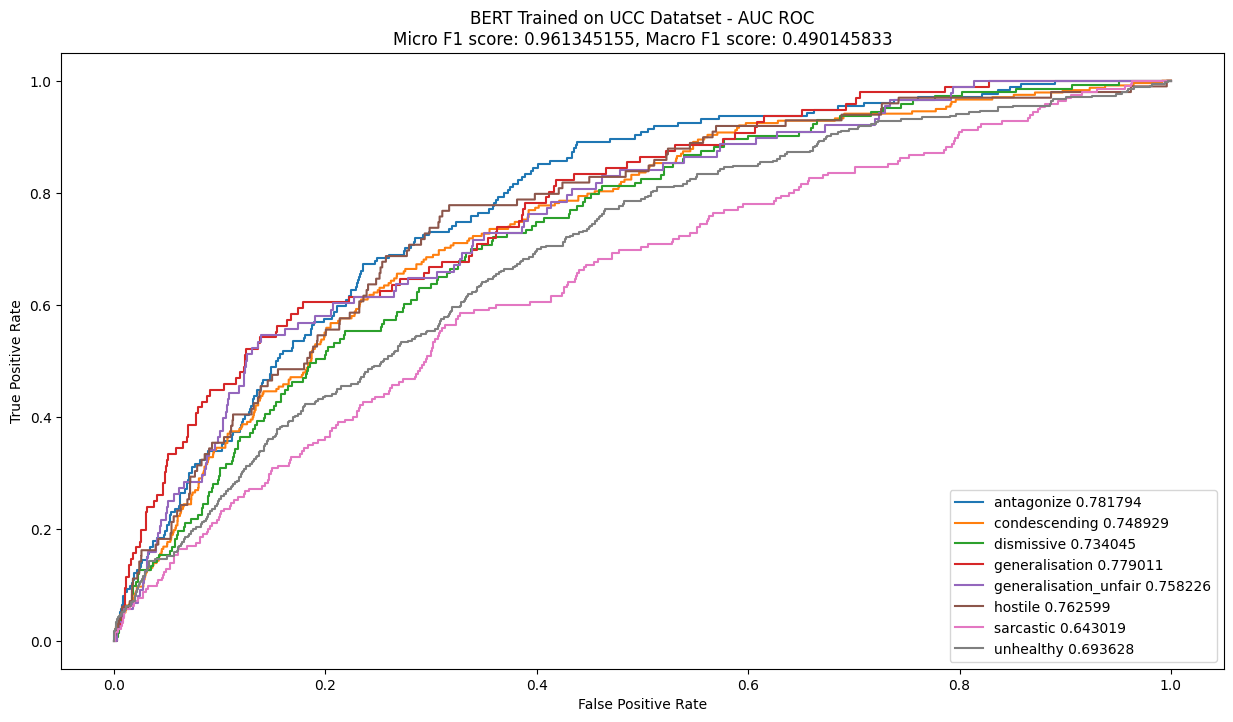 BERT Trained on UCC Datatset - AUC ROC
Micro F1 score: 0.961345155, Macro F1 score: 0.490145833
True Positive Rate
1.0
0.8
0.6
0.4
0.2
0.0
antagonize 0.781794
condescending 0.748929
dismissive 0.734045
generalisation 0.779011
generalisation_unfair 0.758226
hostile 0.762599
sarcastic 0.643019
unhealthy 0.693628
0.0 0.2 0.4 0.6 0.8 1.0
False Positive Rate